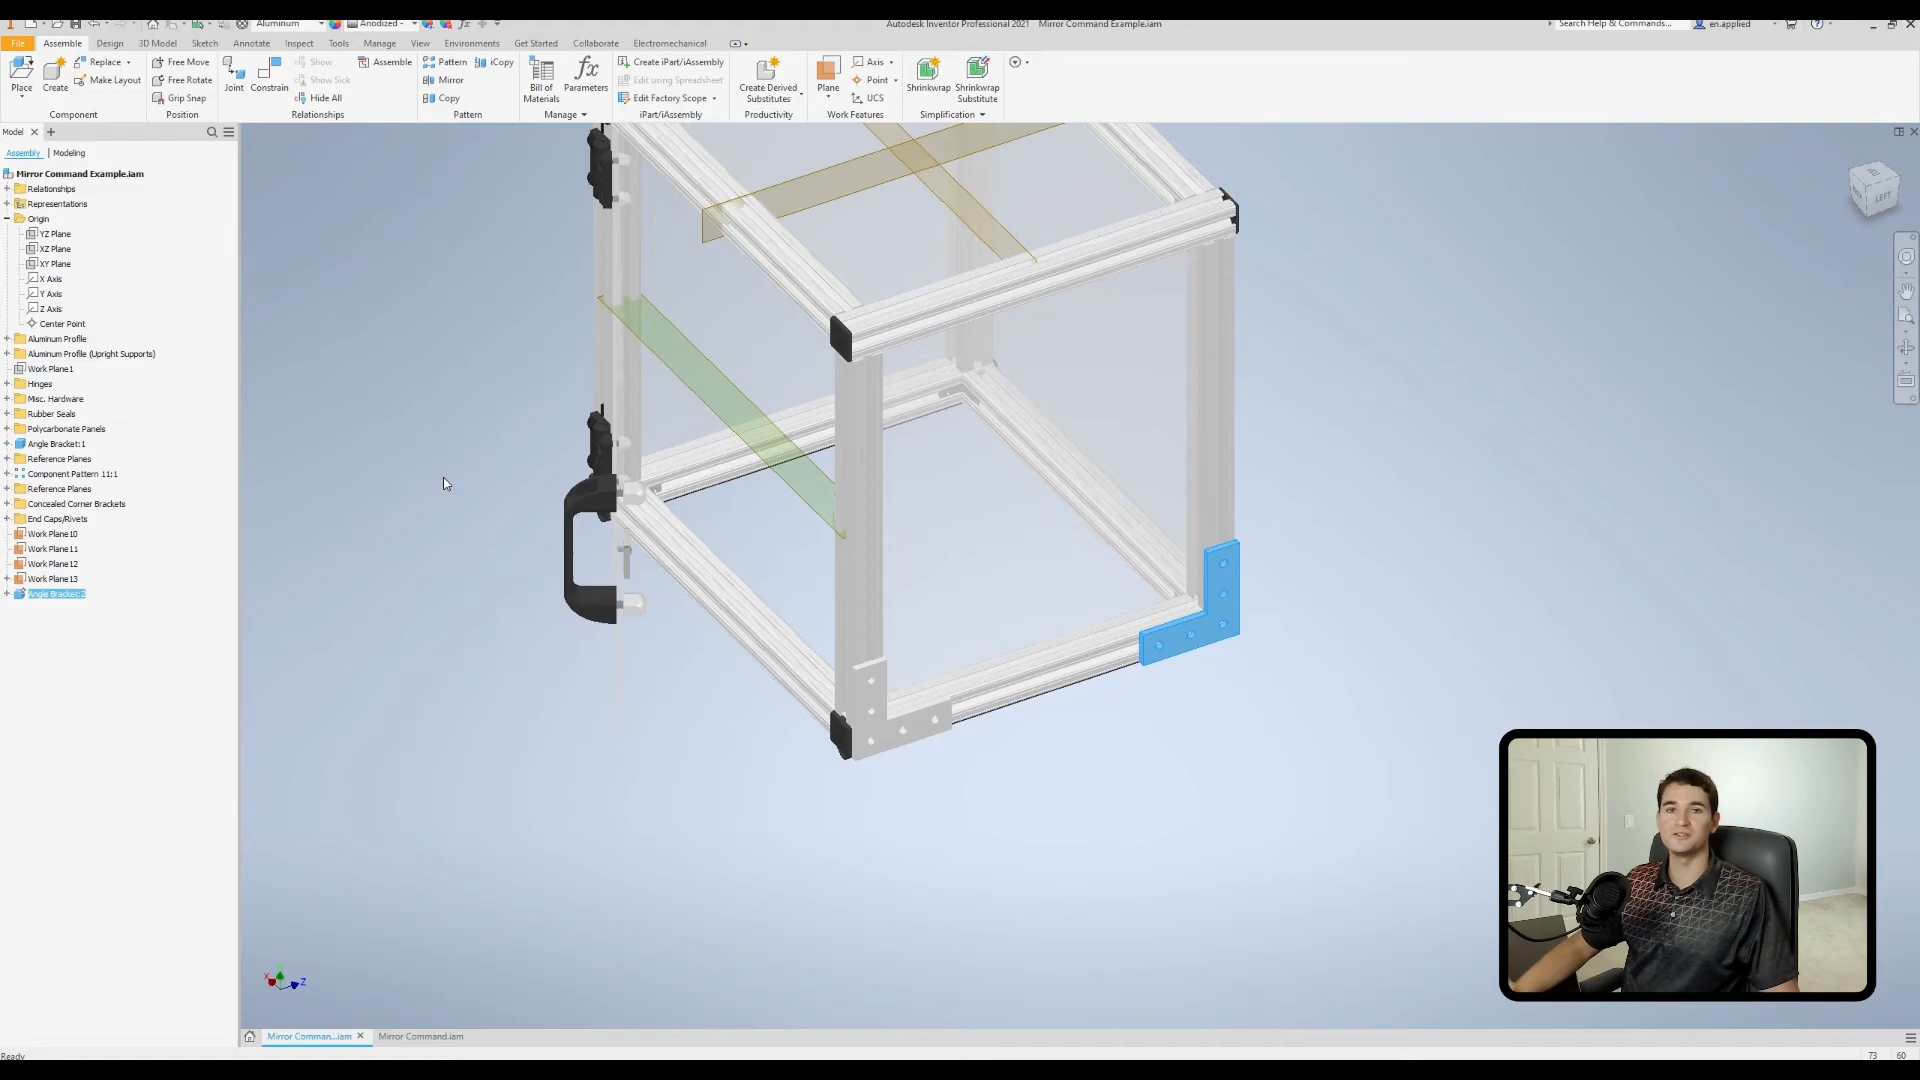 Aluminum
Anodized -
fx
Autodesk Inventor Professional 2021 Mirror Command Example.iam
Search Help & Commands...
en.applied
File Assemble Design 3D Model Sketch Annotate Inspect Tools Manage View Environments Get Started Collaborate Electromechanical
Place
Create
Replace
Make Layout
Component
Free Move
Free Rotate
Grip Snap
Position
Joint
Constrain
Show
Show Sick
Hide All
Relationships
Assemble
Pattern
Mirror
Copy
iCopy
Pattern
Bill of
Materials
fx
Parameters
Manage
Create iPart/iAssembly
Edit using Spreadsheet
Edit Factory Scope
iPart/iAssembly
Create Derived
Substitutes
Productivity
Plane
Axis
Point
UCS
Work Features
Shrinkwrap
Shrinkwrap
Substitute
Simplification
Model
Assembly | Modeling
Mirror Command Example.iam
Relationships
Representations
Origin
YZ Plane
XZ Plane
XY Plane
X Axis
Y Axis
Z Axis
Center Point
Aluminum Profile
Aluminum Profile (Upright Supports)
Work Plane1
Hinges
Misc. Hardware
Rubber Seals
Polycarbonate Panels
Angle Bracket:1
Reference Planes
Component Pattern 11:1
Reference Planes
Concealed Corner Brackets
End Caps/Rivets
Work Plane10
Work Plane11
Work Plane12
Work Plane13
Angle Bracket:2
LEFT
X
Z
Mirror Comman...iam
Mirror Command.iam
Ready
73 60